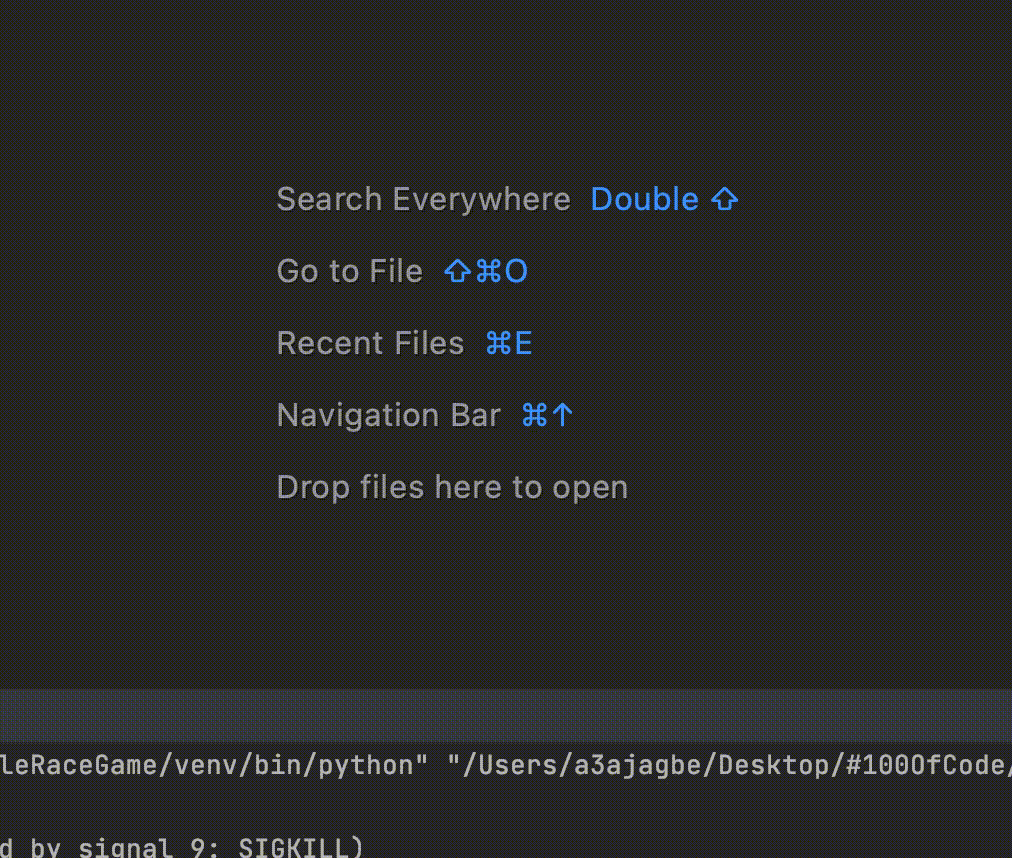 Search Everywhere Double ⇧
Go to File ⇧⌘O
Recent Files ⌘E
Navigation Bar ⌘↑
Drop files here to open
leRaceGame/venv/bin/python" "/Users/a3ajagbe/Desktop/#100OfCode/
d by signal 9: SIGKILL)